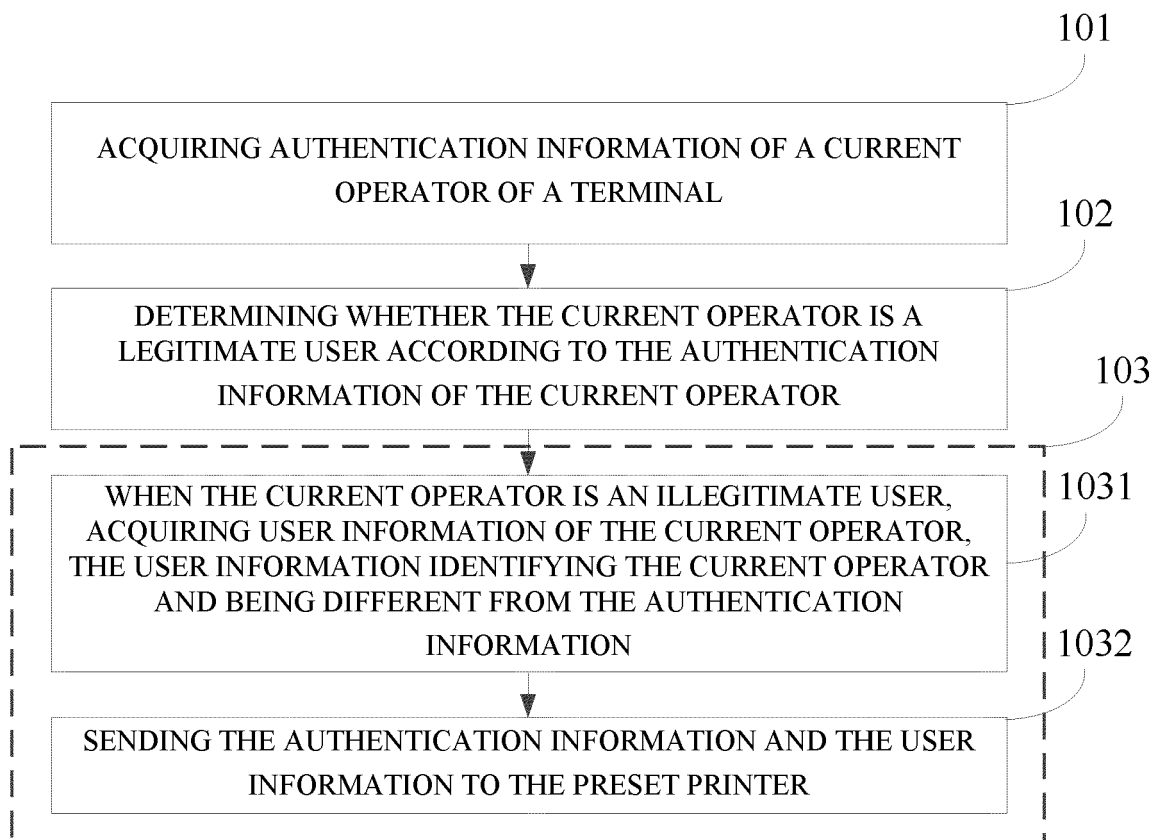 101
ACQUIRING AUTHENTICATION INFORMATION OF A CURRENT
OPERATOR OF A TERMINAL
102
DETERMINING WHETHER THE CURRENT OPERATOR IS A
LEGITIMATE USER ACCORDING TO THE AUTHENTICATION
INFORMATION OF THE CURRENT OPERATOR
103
WHEN THE CURRENT OPERATOR IS AN ILLEGITIMATE USER,
ACQUIRING USER INFORMATION OF THE CURRENT OPERATOR,
THE USER INFORMATION IDENTIFYING THE CURRENT OPERATOR
AND BEING DIFFERENT FROM THE AUTHENTICATION
INFORMATION
1031
SENDING THE AUTHENTICATION INFORMATION AND THE USER
INFORMATION TO THE PRESET PRINTER
1032